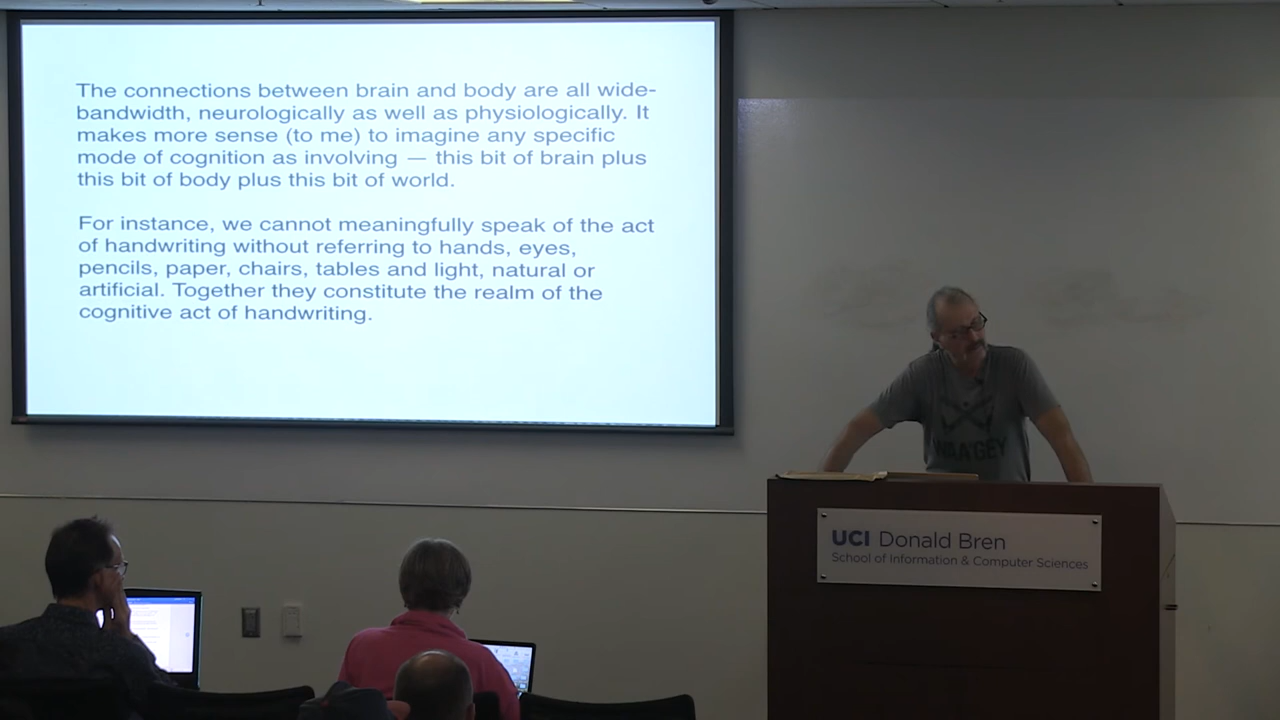 The connections between brain and body are all wide-
bandwidth, neurologically as well as physiologically. It
makes more sense (to me) to imagine any specific
mode of cognition as involving — this bit of brain plus
this bit of body plus this bit of world.
For instance, we cannot meaningfully speak of the act
of handwriting without referring to hands, eyes,
pencils, paper, chairs, tables and light, natural or
artificial. Together they constitute the realm of the
cognitive act of handwriting.
WAA'GEY
UCI Donald Bren
School of Information & Computer Sciences